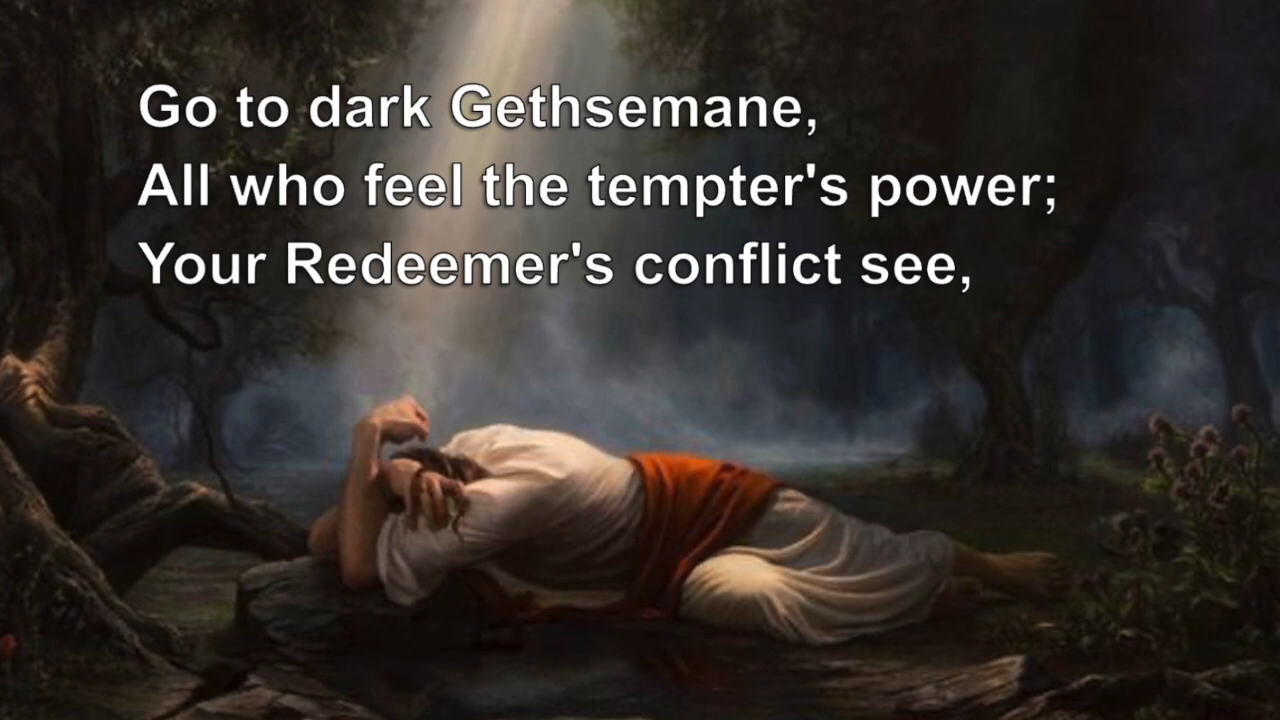 Go to dark Gethsemane,
All who feel the tempter's power;
Your Redeemer's conflict see,